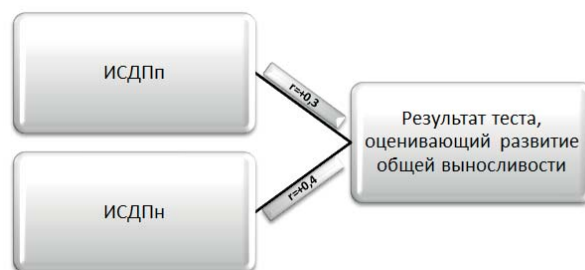 ИСДПп
r=+0,3
Результат теста,
оценивающий развитие
общей выносливости
ИСДПн
r=+0,4